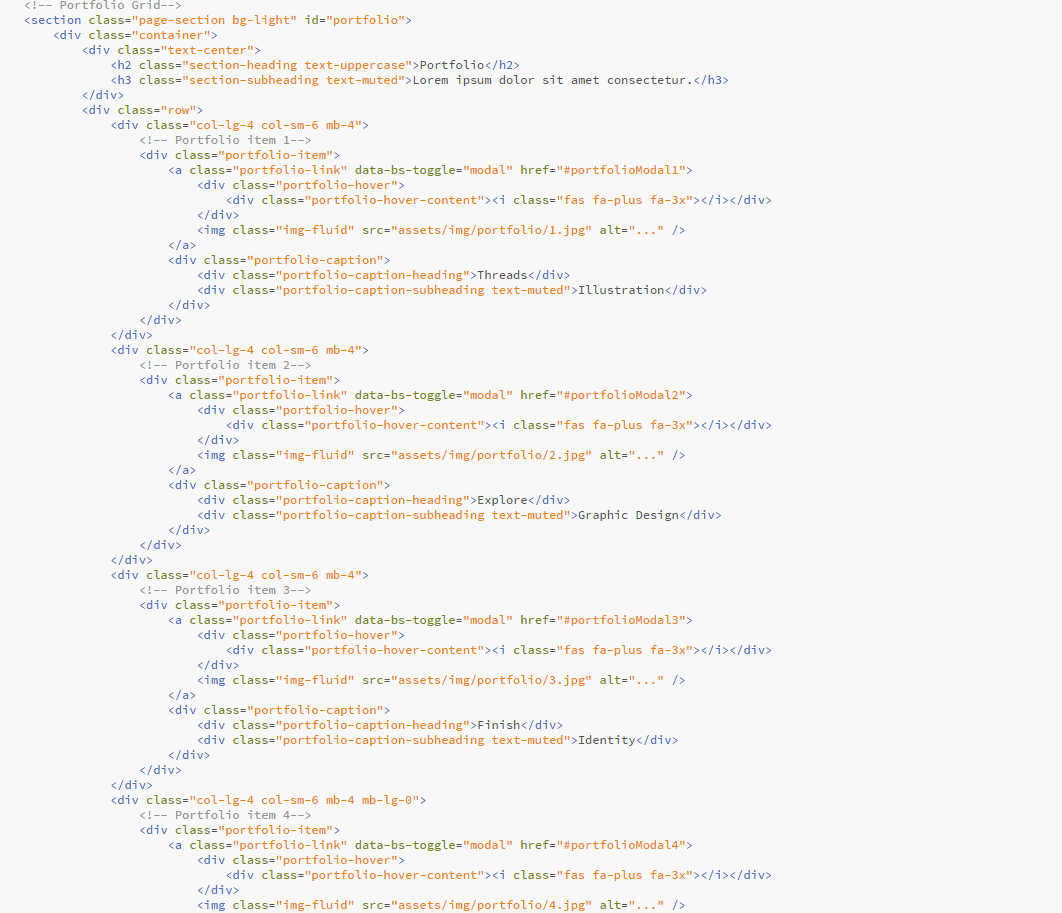 <!-- Portfolio Grid-->
<section class="page-section bg-light" id="portfolio">
<div class="container">
<div class="text-center">
<h2 class="section-heading text-uppercase">Portfolio</h2>
<h3 class="section-subheading text-muted">Lorem ipsum dolor sit amet consectetur.</h3>
</div>
<div class="row">
<div class="col-lg-4 col-sm-6 mb-4">
<!-- Portfolio item 1-->
<div class="portfolio-item">
<a class="portfolio-link" data-bs-toggle="modal" href="#portfolioModal1">
<div class="portfolio-hover">
<div class="portfolio-hover-content"><i class="fas fa-plus fa-3x"></i></div>
</div>
<img class="img-fluid" src="assets/img/portfolio/1.jpg" alt="..." />
</a>
<div class="portfolio-caption">
<div class="portfolio-caption-heading">Threads</div>
<div class="portfolio-caption-subheading text-muted">Illustration</div>
</div>
</div>
</div>
<div class="col-lg-4 col-sm-6 mb-4">
<!-- Portfolio item 2-->
<div class="portfolio-item">
<a class="portfolio-link" data-bs-toggle="modal" href="#portfolioModal2">
<div class="portfolio-hover">
<div class="portfolio-hover-content"><i class="fas fa-plus fa-3x"></i></div>
</div>
<img class="img-fluid" src="assets/img/portfolio/2.jpg" alt="..." />
</a>
<div class="portfolio-caption">
<div class="portfolio-caption-heading">Explore</div>
<div class="portfolio-caption-subheading text-muted">Graphic Design</div>
</div>
</div>
</div>
<div class="col-lg-4 col-sm-6 mb-4">
<!-- Portfolio item 3-->
<div class="portfolio-item">
<a class="portfolio-link" data-bs-toggle="modal" href="#portfolioModal3">
<div class="portfolio-hover">
<div class="portfolio-hover-content"><i class="fas fa-plus fa-3x"></i></div>
</div>
<img class="img-fluid" src="assets/img/portfolio/3.jpg" alt="..." />
</a>
<div class="portfolio-caption">
<div class="portfolio-caption-heading">Finish</div>
<div class="portfolio-caption-subheading text-muted">Identity</div>
</div>
</div>
</div>
<div class="col-lg-4 col-sm-6 mb-4 mb-lg-0">
<!-- Portfolio item 4-->
<div class="portfolio-item">
<a class="portfolio-link" data-bs-toggle="modal" href="#portfolioModal4">
<div class="portfolio-hover">
<div class="portfolio-hover-content"><i class="fas fa-plus fa-3x"></i></div>
</div>
<img class="img-fluid" src="assets/img/portfolio/4.jpg" alt="..." />